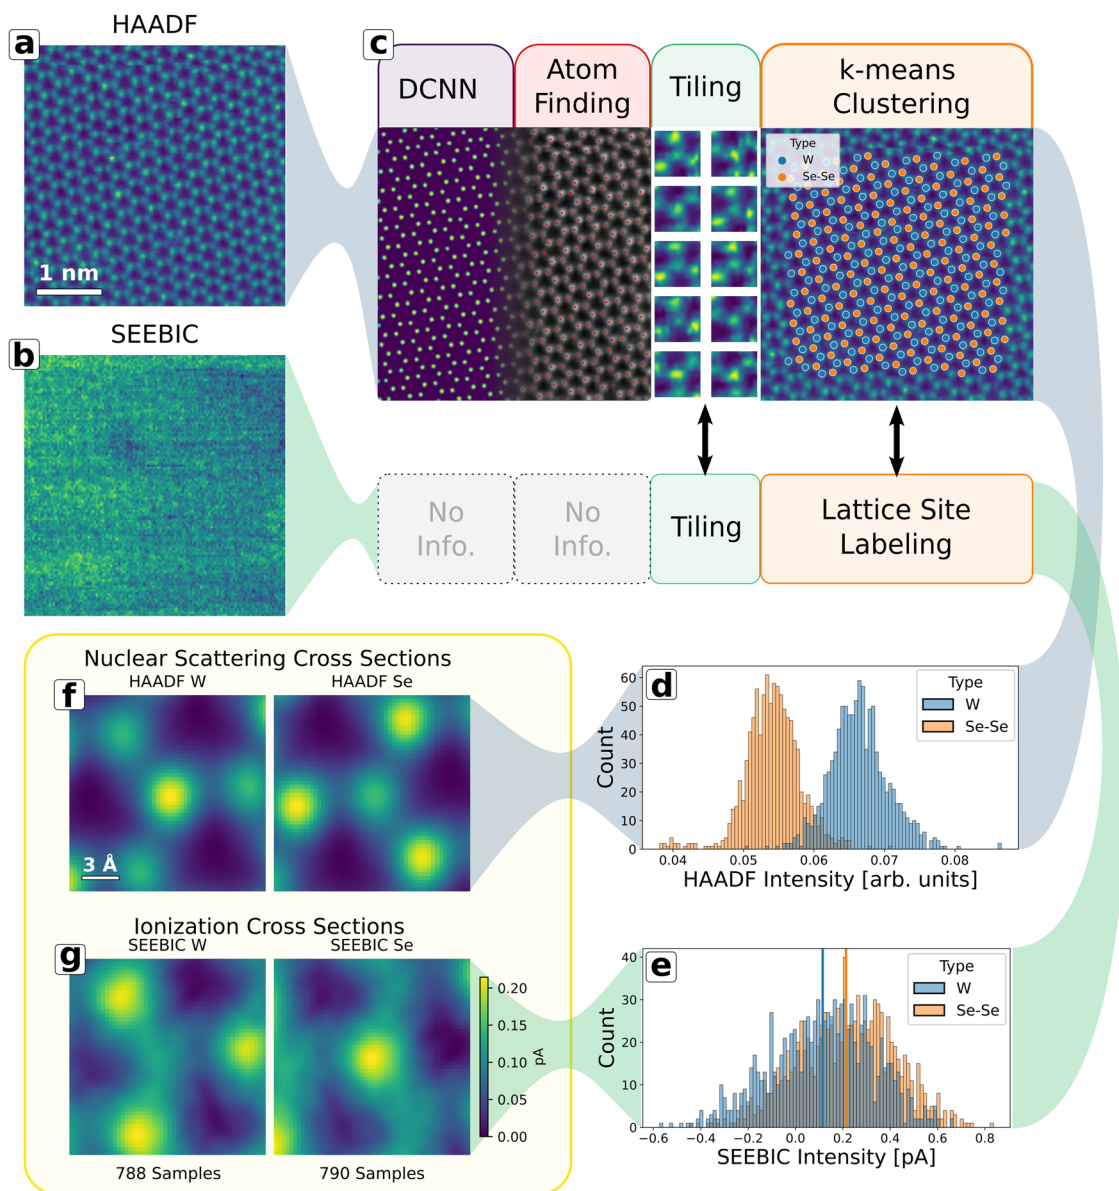 a
HAADF
1 nm
b
SEEBIC
c
DCNN
Atom
Finding
Tiling
k-means
Clustering
Type
W
Se-Se
No
Info.
No
Info.
Tiling
Lattice Site
Labeling
Nuclear Scattering Cross Sections
f
HAADF W
HAADF Se
3 Å
Ionization Cross Sections
g
SEEBIC W
SEEBIC Se
0.20
0.15
0.10
0.05
0.00
pA
788 Samples
790 Samples
d
Type
W
Se-Se
Count
60
50
40
30
20
10
0
0.04 0.05 0.06 0.07 0.08
HAADF Intensity [arb. units]
e
Type
W
Se-Se
Count
40
30
20
10
0
−0.6 −0.4 −0.2 0.0 0.2 0.4 0.6 0.8
SEEBIC Intensity [pA]